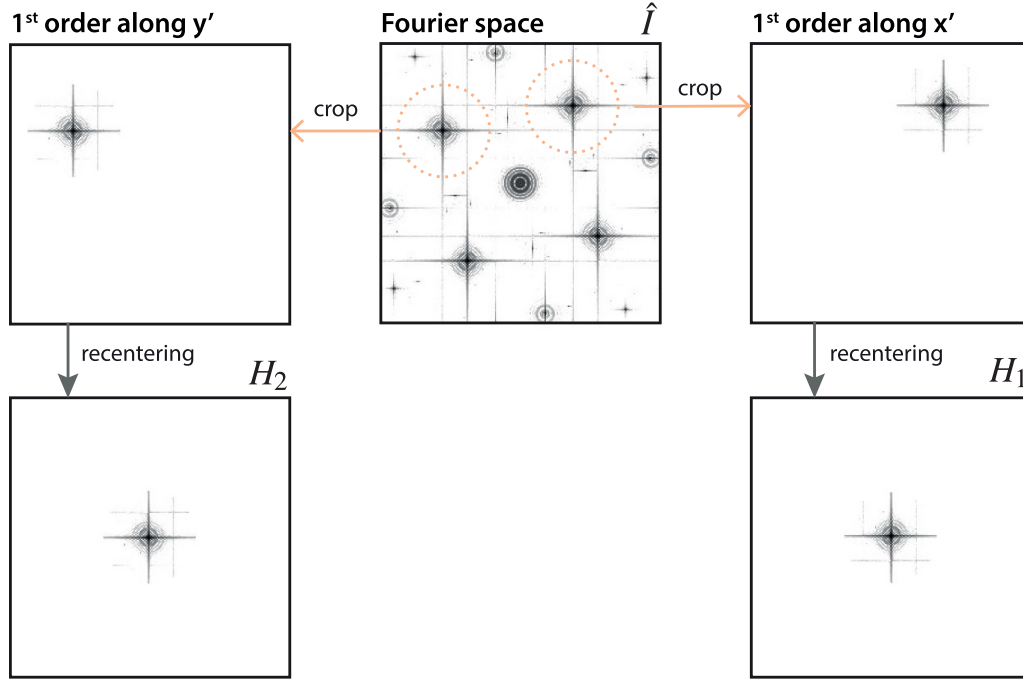 1st order along y'
Fourier space
Î
1st order along x'
crop
crop
recentering
H2
recentering
H1